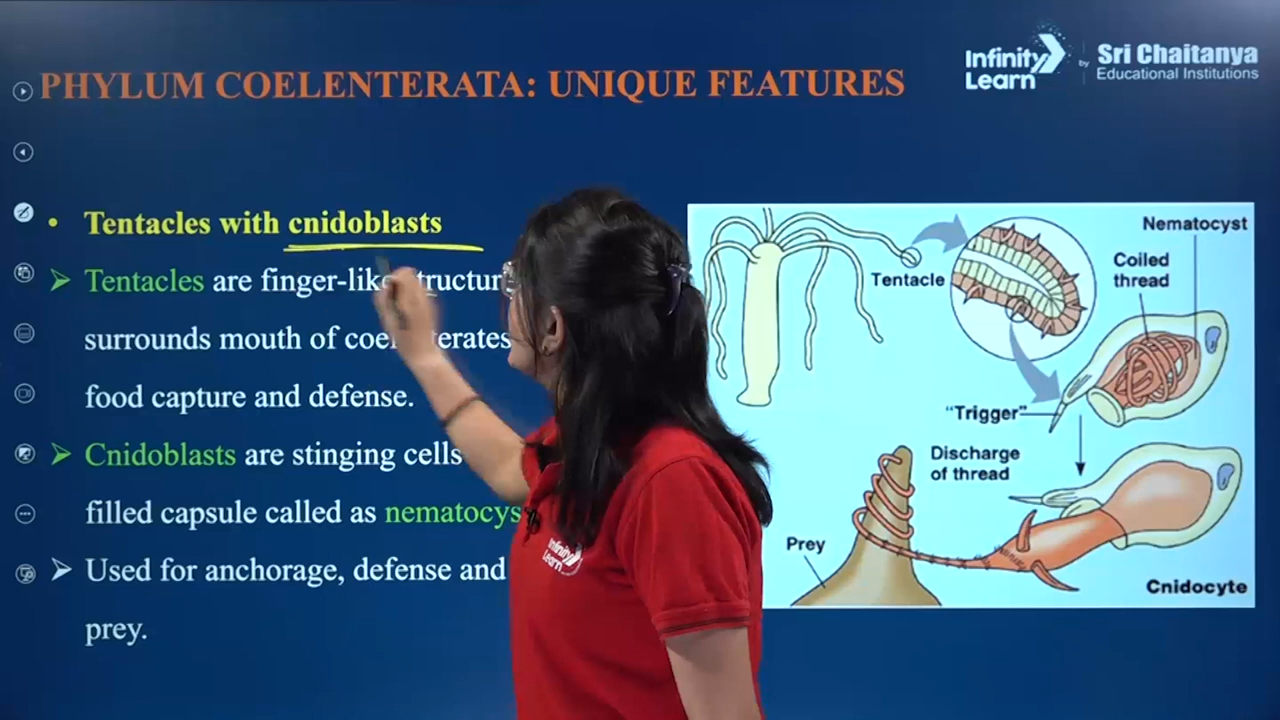 PHYLUM COELENTERATA: UNIQUE FEATURES
Infinity Learn
by
Sri Chaitanya
Educational Institutions
• Tentacles with cnidoblasts
Tentacles are finger-like
surrounds mouth of
food capture and defense.
Cnidoblasts are stinging cells
filled capsule called as
Used for anchorage, defense and
prey.
Nematocyst
Coiled
thread
Tentacle
"Trigger"
Discharge
of thread
Prey
Cnidocyte
Infinity
Learn